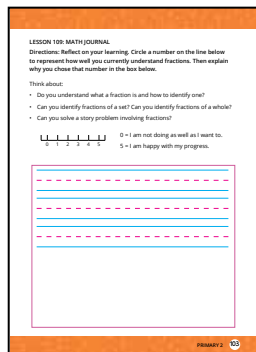 LESSON 109: MATH JOURNAL
Directions: Reflect on your learning. Circle a number on the line below
to represent how well you currently understand fractions. Then explain
why you chose that number in the box below.
Think about:
• Do you understand what a fraction is and how to identify one?
• Can you identify fractions of a set? Can you identify fractions of a whole?
• Can you solve a story problem involving fractions?
0 1 2 3 4 5
0 = I am not doing as well as I want to.
5 = I am happy with my progress.
PRIMARY 2 103